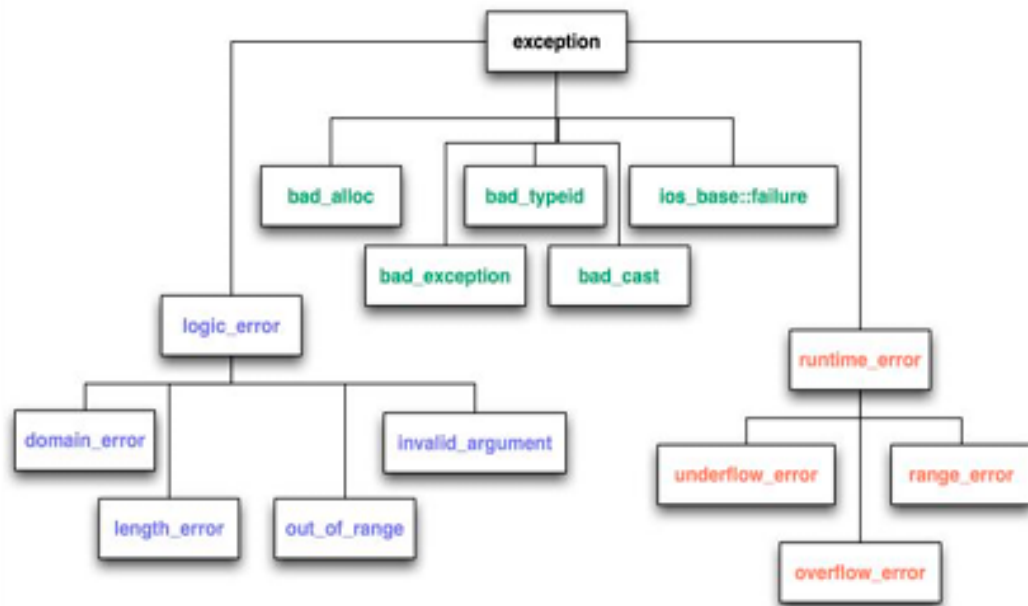 exception
bad_alloc
bad_typeid
ios_base::failure
bad_exception
bad_cast
logic_error
runtime_error
domain_error
invalid_argument
underflow_error
range_error
length_error
out_of_range
overflow_error